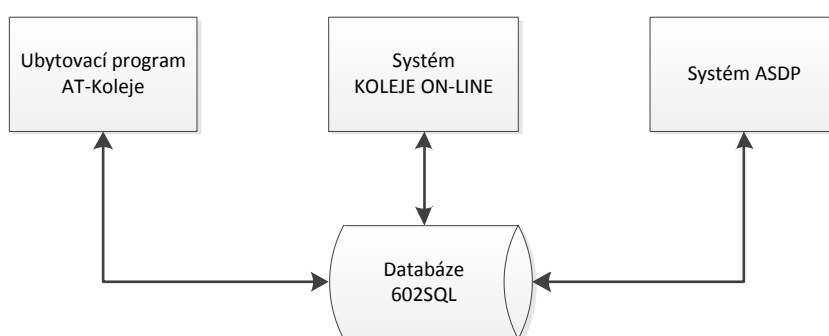 Ubytovací program
AT-Koleje
Systém
KOLEJE ON-LINE
Systém ASDP
Databáze
602SQL